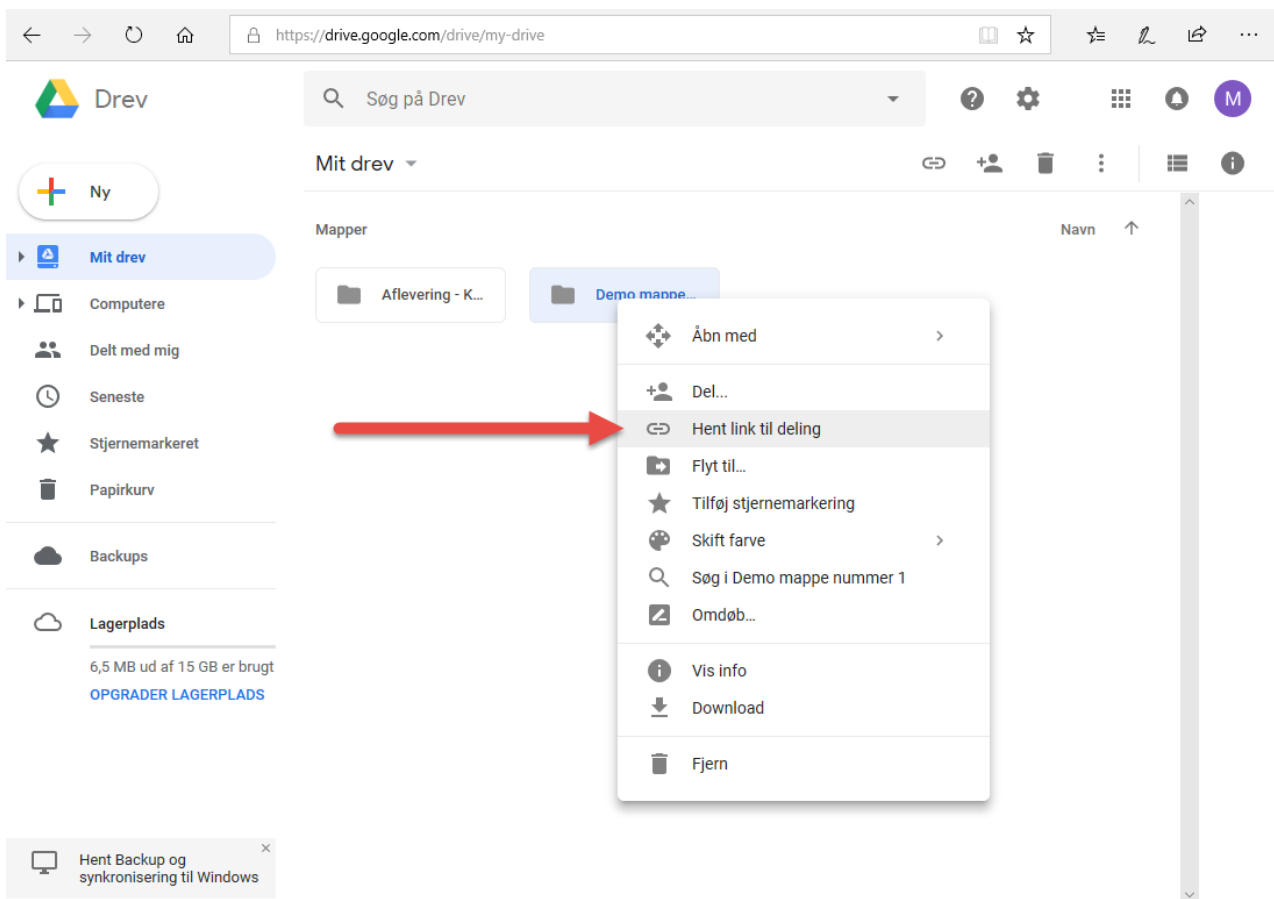 https://drive.google.com/drive/my-drive
Drev
Søg på Drev
M
Mit drev
Ny
Mapper
Navn
Mit drev
Aflevering - K...
Demo mappe...
Computere
Åbn med
Delt med mig
Del...
Seneste
Hent link til deling
Stjernemarkeret
Flyt til...
Papirkurv
Tilføj stjernemarkering
Skift farve
Backups
Søg i Demo mappe nummer 1
Omdøb...
Lagerplads
6,5 MB ud af 15 GB er brugt
Vis info
OPGRADER LAGERPLADS
Download
Fjern
Hent Backup og
synkronisering til Windows